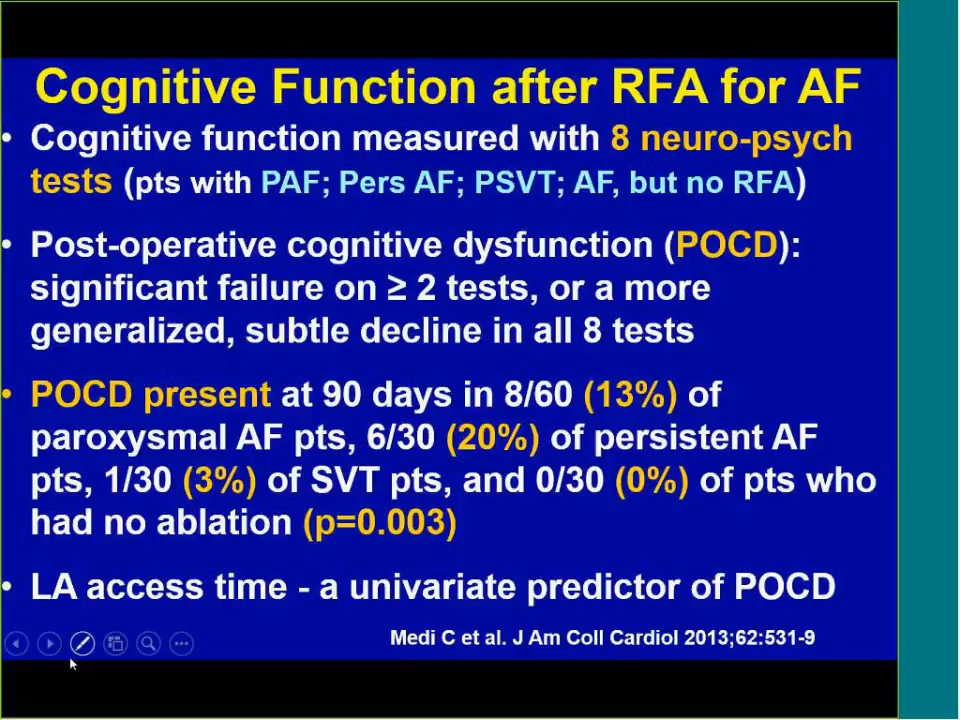 Cognitive Function after RFA for AF
• Cognitive function measured with 8 neuro-psych
tests (pts with PAF; Pers AF; PSVT; AF, but no RFA)
• Post-operative cognitive dysfunction (POCD):
significant failure on ≥ 2 tests, or a more
generalized, subtle decline in all 8 tests
• POCD present at 90 days in 8/60 (13%) of
paroxysmal AF pts, 6/30 (20%) of persistent AF
pts, 1/30 (3%) of SVT pts, and 0/30 (0%) of pts who
had no ablation (p=0.003)
• LA access time - a univariate predictor of POCD
Medi C et al. J Am Coll Cardiol 2013;62:531-9